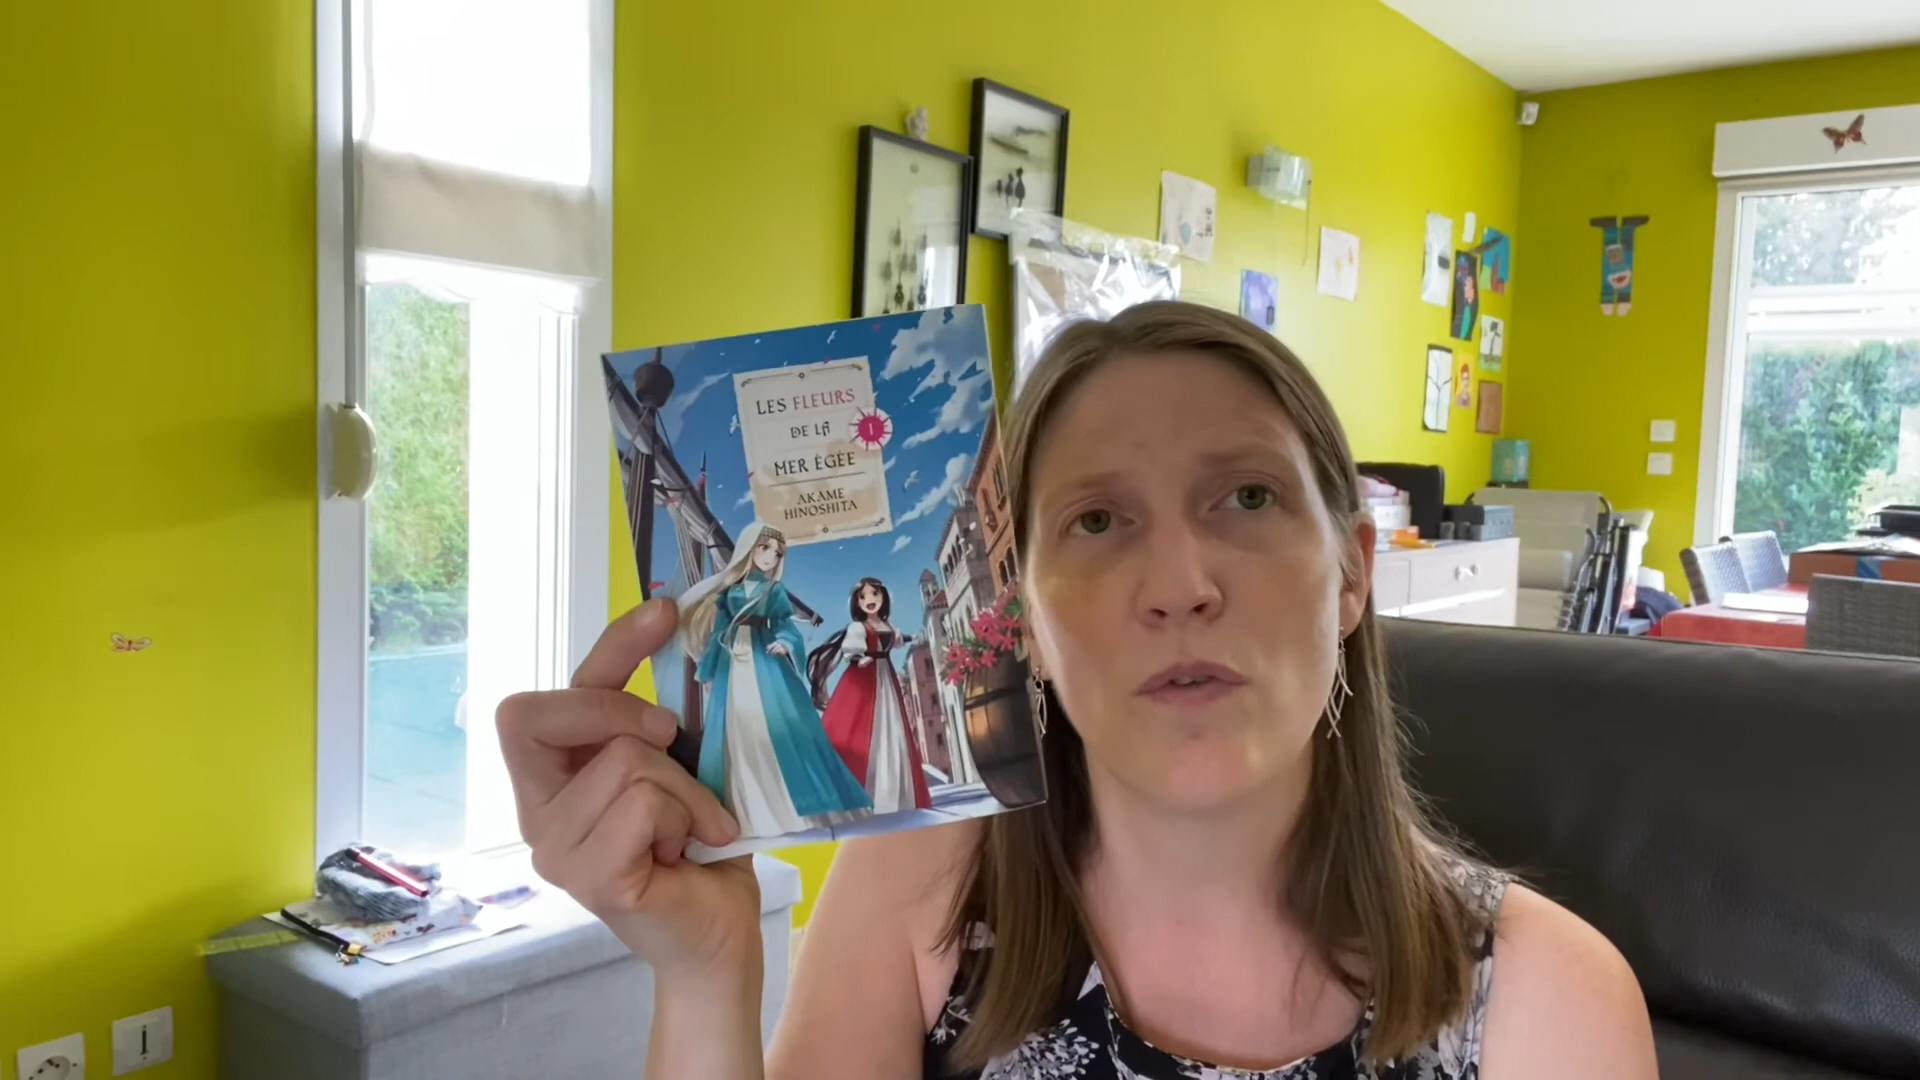 LES FLEURS
DE LA
1
MER ÉGÉE
AKAME
HINOSHITA